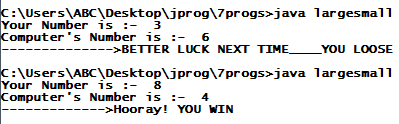 C:\Users\ABC\Desktop\jprog\7progs>java largesmall
Your Number is :-  3
Computer's Number is :-  6
-------------->BETTER LUCK NEXT TIME____YOU LOOSE
C:\Users\ABC\Desktop\jprog\7progs>java largesmall
Your Number is :-  8
Computer's Number is :-  4
------------->Hooray! YOU WIN